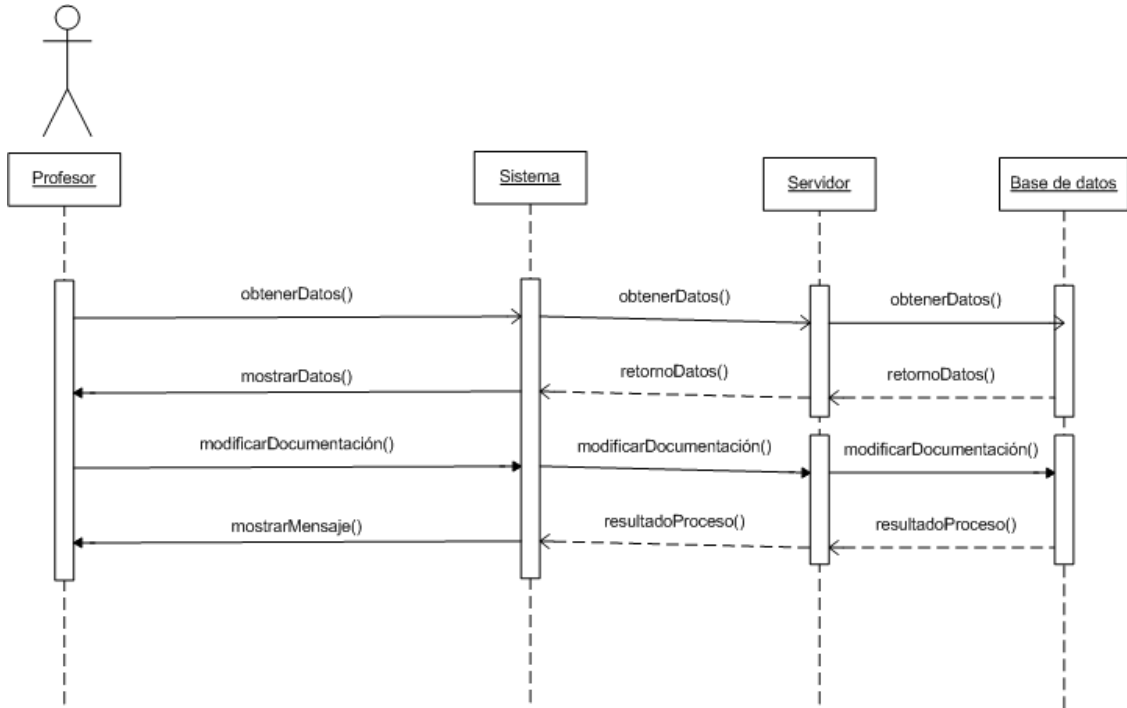 Profesor
Sistema
Servidor
Base de datos
obtenerDatos()
obtenerDatos()
obtenerDatos()
mostrarDatos()
retornoDatos()
retornoDatos()
modificarDocumentación()
modificarDocumentación()
modificarDocumentación()
mostrarMensaje()
resultadoProceso()
resultadoProceso()